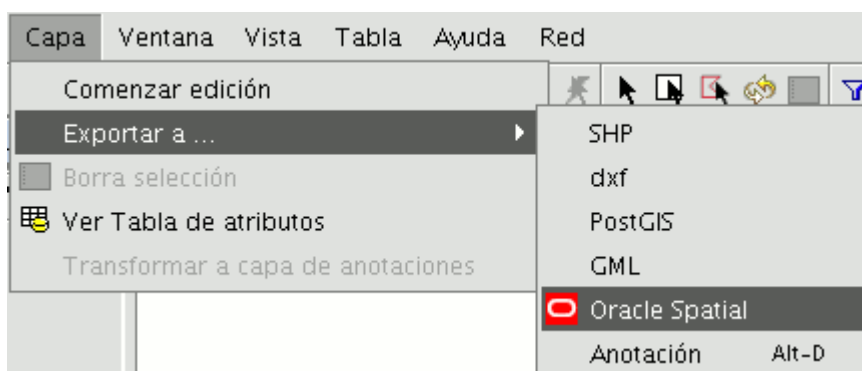 Capa Ventana Vista Tabla Ayuda Red
Comenzar edición
Exportar a ...
Borra selección
Ver Tabla de atributos
Transformar a capa de anotaciones
SHP
dxf
PostGIS
GML
Oracle Spatial
Anotación Alt-D